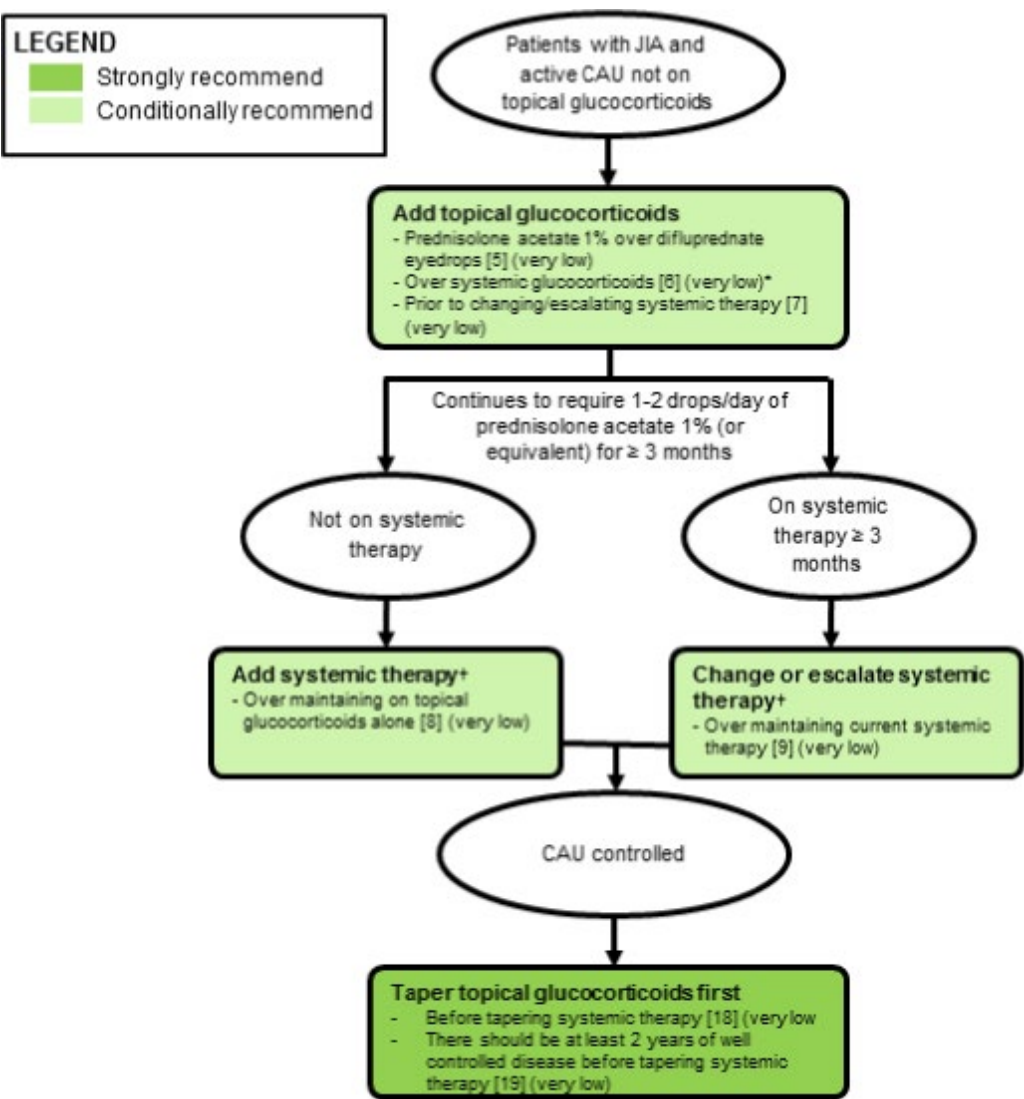 LEGEND
Strongly recommend
Conditionally recommend
Patients with JIA and
active CAU not on
topical glucocorticoids
Add topical glucocorticoids
- Prednisolone acetate 1% over difluprednate
eyedrops [5] (very low)
- Over systemic glucocorticoids [6] (very low)*
- Prior to changing/escalating systemic therapy [7]
(very low)
Continues to require 1-2 drops/day of
prednisolone acetate 1% (or
equivalent) for ≥ 3 months
Not on systemic
therapy
On systemic
therapy ≥ 3
months
Add systemic therapy+
- Over maintaining on topical
glucocorticoids alone [8] (very low)
Change or escalate systemic
therapy+
- Over maintaining current systemic
therapy [9] (very low)
CAU controlled
Taper topical glucocorticoids first
- Before tapering systemic therapy [18] (very low
- There should be at least 2 years of well
controlled disease before tapering systemic
therapy [19] (very low)